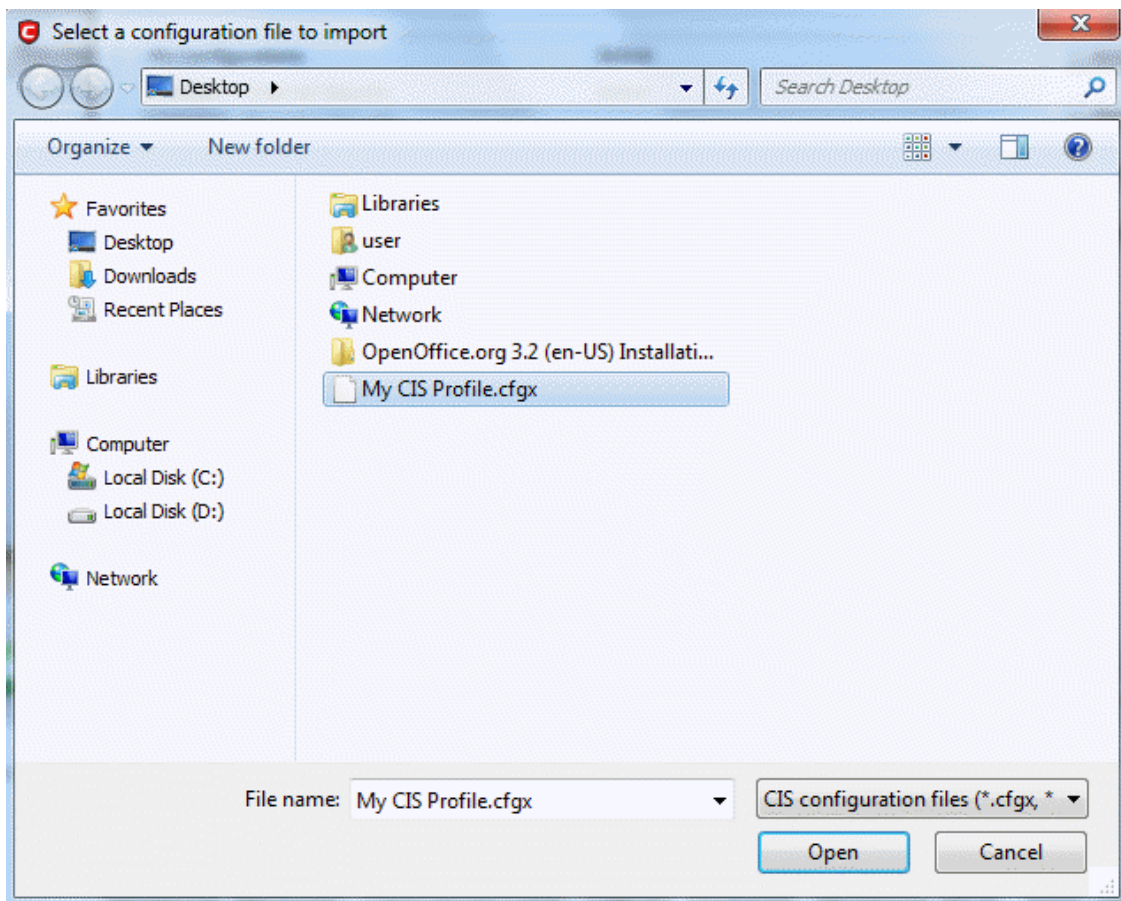 Select a configuration file to import
Desktop
Search Desktop
Organize
New folder
Favorites
Desktop
Downloads
Recent Places
Libraries
Computer
Local Disk (C:)
Local Disk (D:)
Network
Libraries
user
Computer
Network
OpenOffice.org 3.2 (en-US) Installati...
My CIS Profile.cfgx
File name: My CIS Profile.cfgx
CIS configuration files (*.cfgx, *
Open
Cancel